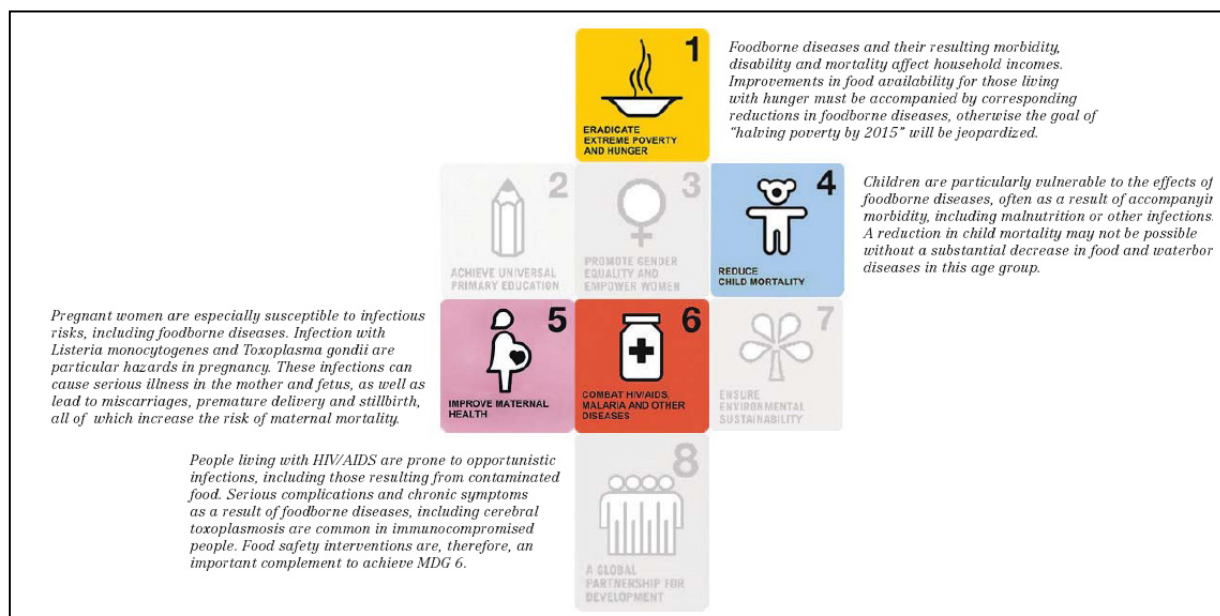 1
ERADICATE
EXTREME POVERTY
AND HUNGER
Foodborne diseases and their resulting morbidity,
disability and mortality affect household incomes.
Improvements in food availability for those living
with hunger must be accompanied by corresponding
reductions in foodborne diseases, otherwise the goal of
“halving poverty by 2015” will be jeopardized.
2
ACHIEVE UNIVERSAL
PRIMARY EDUCATION
3
PROMOTE GENDER
EQUALITY AND
EMPOWER WOMEN
4
REDUCE
CHILD MORTALITY
Children are particularly vulnerable to the effects of
foodborne diseases, often as a result of accompanyin
morbidity, including malnutrition or other infections.
A reduction in child mortality may not be possible
without a substantial decrease in food and waterbor
diseases in this age group.
Pregnant women are especially susceptible to infectious
risks, including foodborne diseases. Infection with
Listeria monocytogenes and Toxoplasma gondii are
particular hazards in pregnancy. These infections can
cause serious illness in the mother and fetus, as well as
lead to miscarriages, premature delivery and stillbirth,
all of which increase the risk of maternal mortality.
5
IMPROVE MATERNAL
HEALTH
6
COMBAT HIV/AIDS,
MALARIA AND OTHER
DISEASES
7
ENSURE
ENVIRONMENTAL
SUSTAINABILITY
People living with HIV/AIDS are prone to opportunistic
infections, including those resulting from contaminated
food. Serious complications and chronic symptoms
as a result of foodborne diseases, including cerebral
toxoplasmosis are common in immunocompromised
people. Food safety interventions are, therefore, an
important complement to achieve MDG 6.
8
A GLOBAL
PARTNERSHIP FOR
DEVELOPMENT